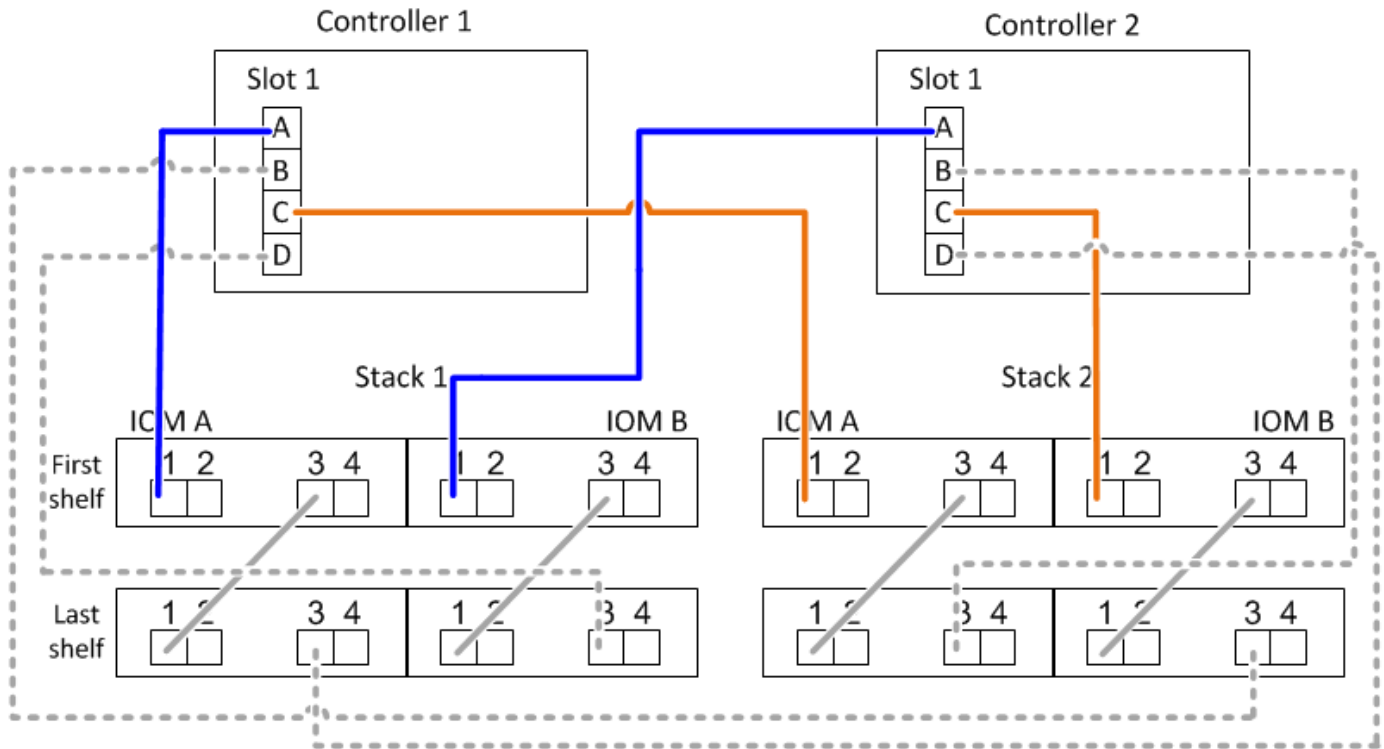 Controller 1
Controller 2
Slot 1
Slot 1
A
A
B
B
C
C
D
D
Stack 1
Stack 2
IOM A
IOM B
IOM A
IOM B
First
shelf
1 2
3 4
1 2
3 4
1 2
3 4
1 2
3 4
Last
shelf
1 2
3 4
1 2
3 4
1 2
3 4
1 2
3 4